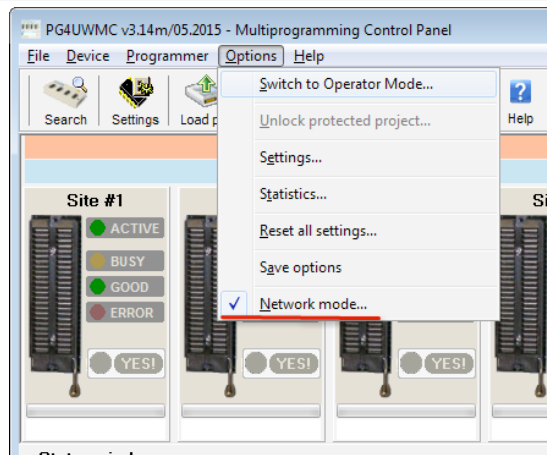 PG4UWMC v3.14m/05.2015 - Multiprogramming Control Panel
File Device Programmer Options Help
Search Settings Load p Help
Switch to Operator Mode...
Unlock protected project...
Settings...
Statistics...
Reset all settings...
Save options
Network mode...
Site #1 Si
ACTIVE
BUSY
GOOD
ERROR
YES! YES! YES!